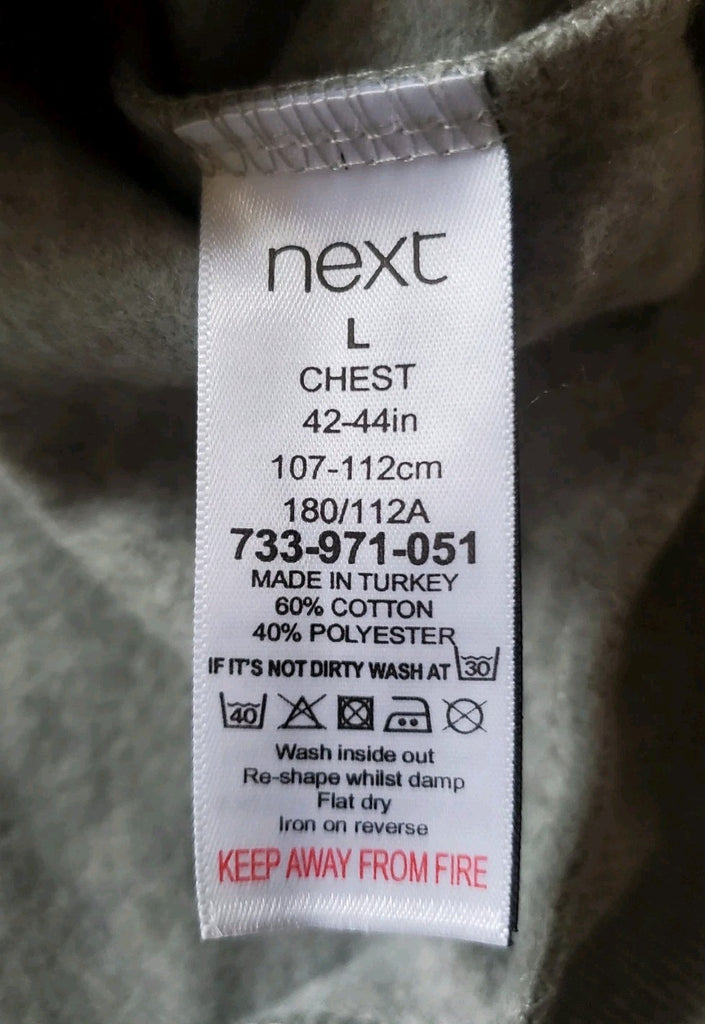 next
L
CHEST
42-44in
107-112cm
180/112A
733-971-051
MADE IN TURKEY
60% COTTON
40% POLYESTER
IF IT'S NOT DIRTY WASH AT 30
40
Wash inside out
Re-shape whilst damp
Flat dry
Iron on reverse
KEEP AWAY FROM FIRE